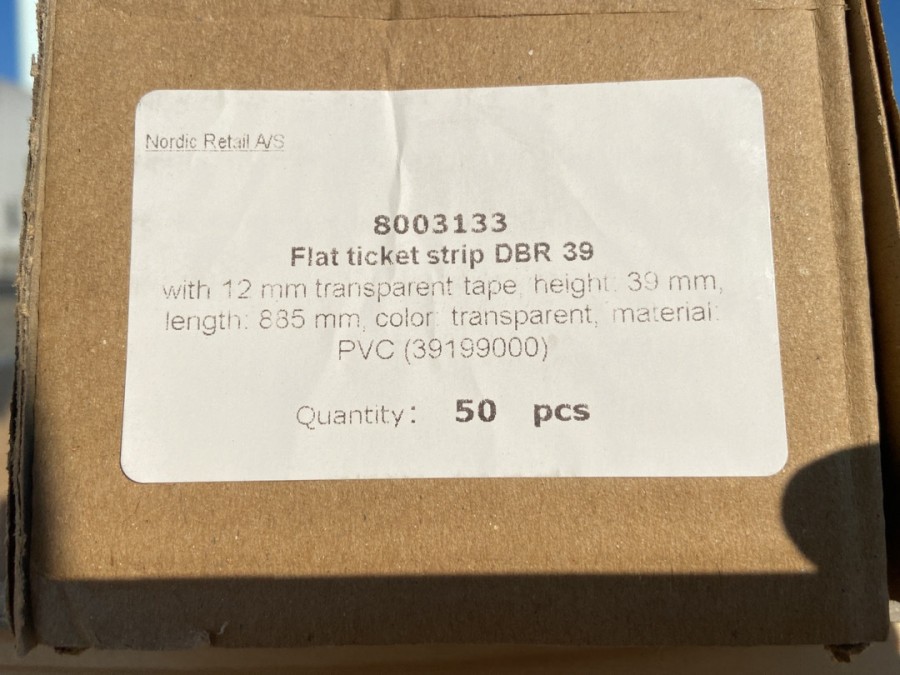 Nordic Retail A/S
8003133
Flat ticket strip DBR 39
with 12 mm transparent tape, height: 39 mm,
length: 885 mm, color: transparent, material:
PVC (39199000)
Quantity: 50 pcs